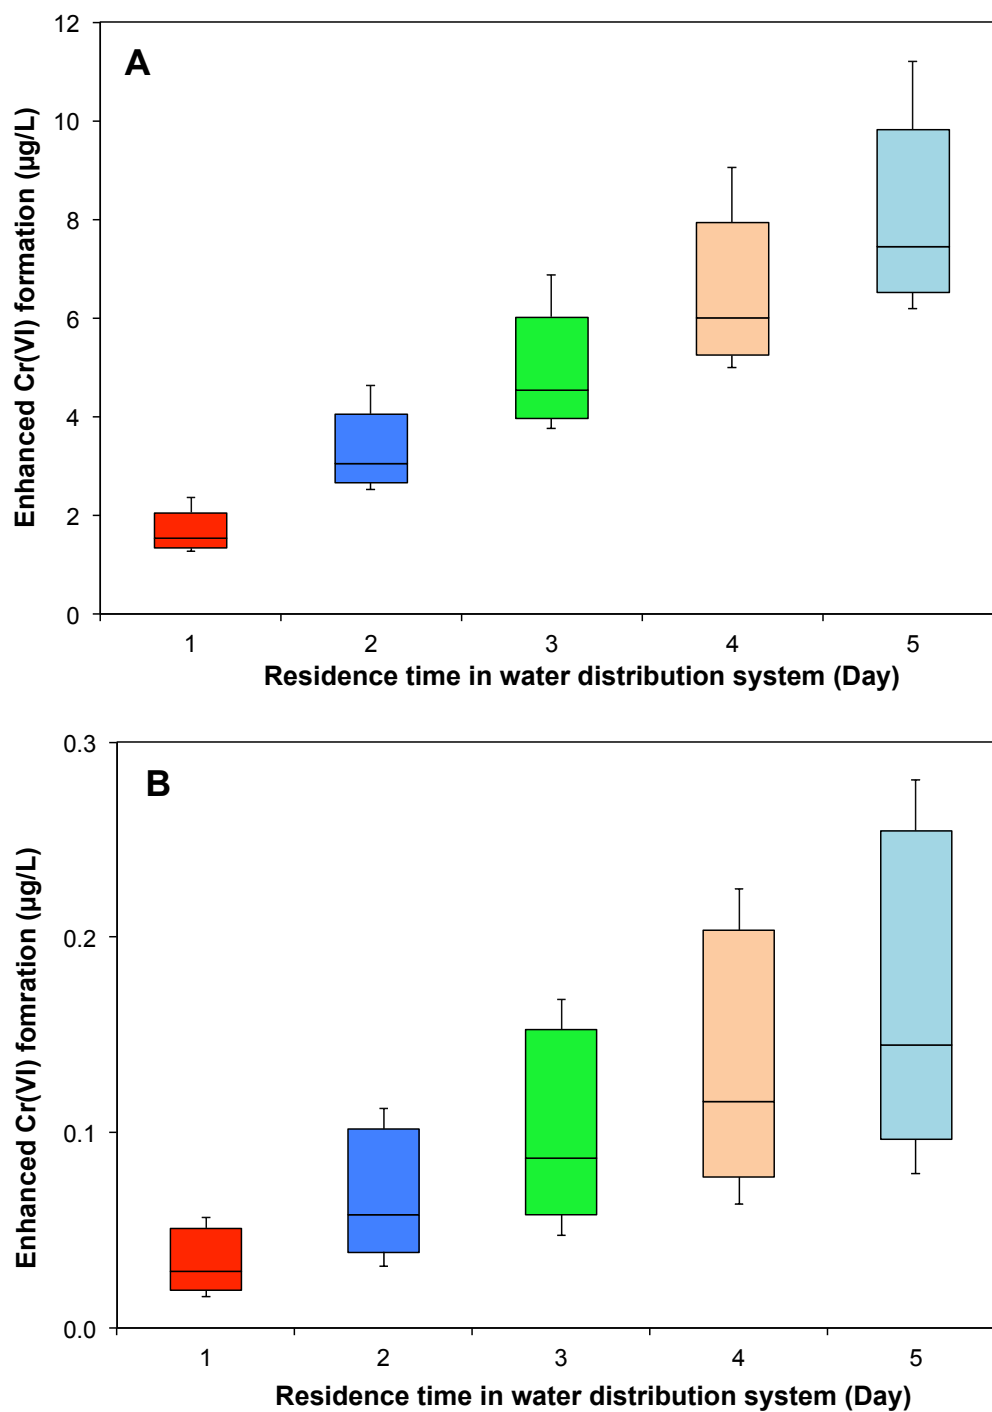 A
Enhanced Cr(VI) formation (µg/L)
12
10
8
6
4
2
0
1 2 3 4 5
Residence time in water distribution system (Day)
B
Enhanced Cr(VI) fomration (µg/L)
0.3
0.2
0.1
0.0
1 2 3 4 5
Residence time in water distribution system (Day)